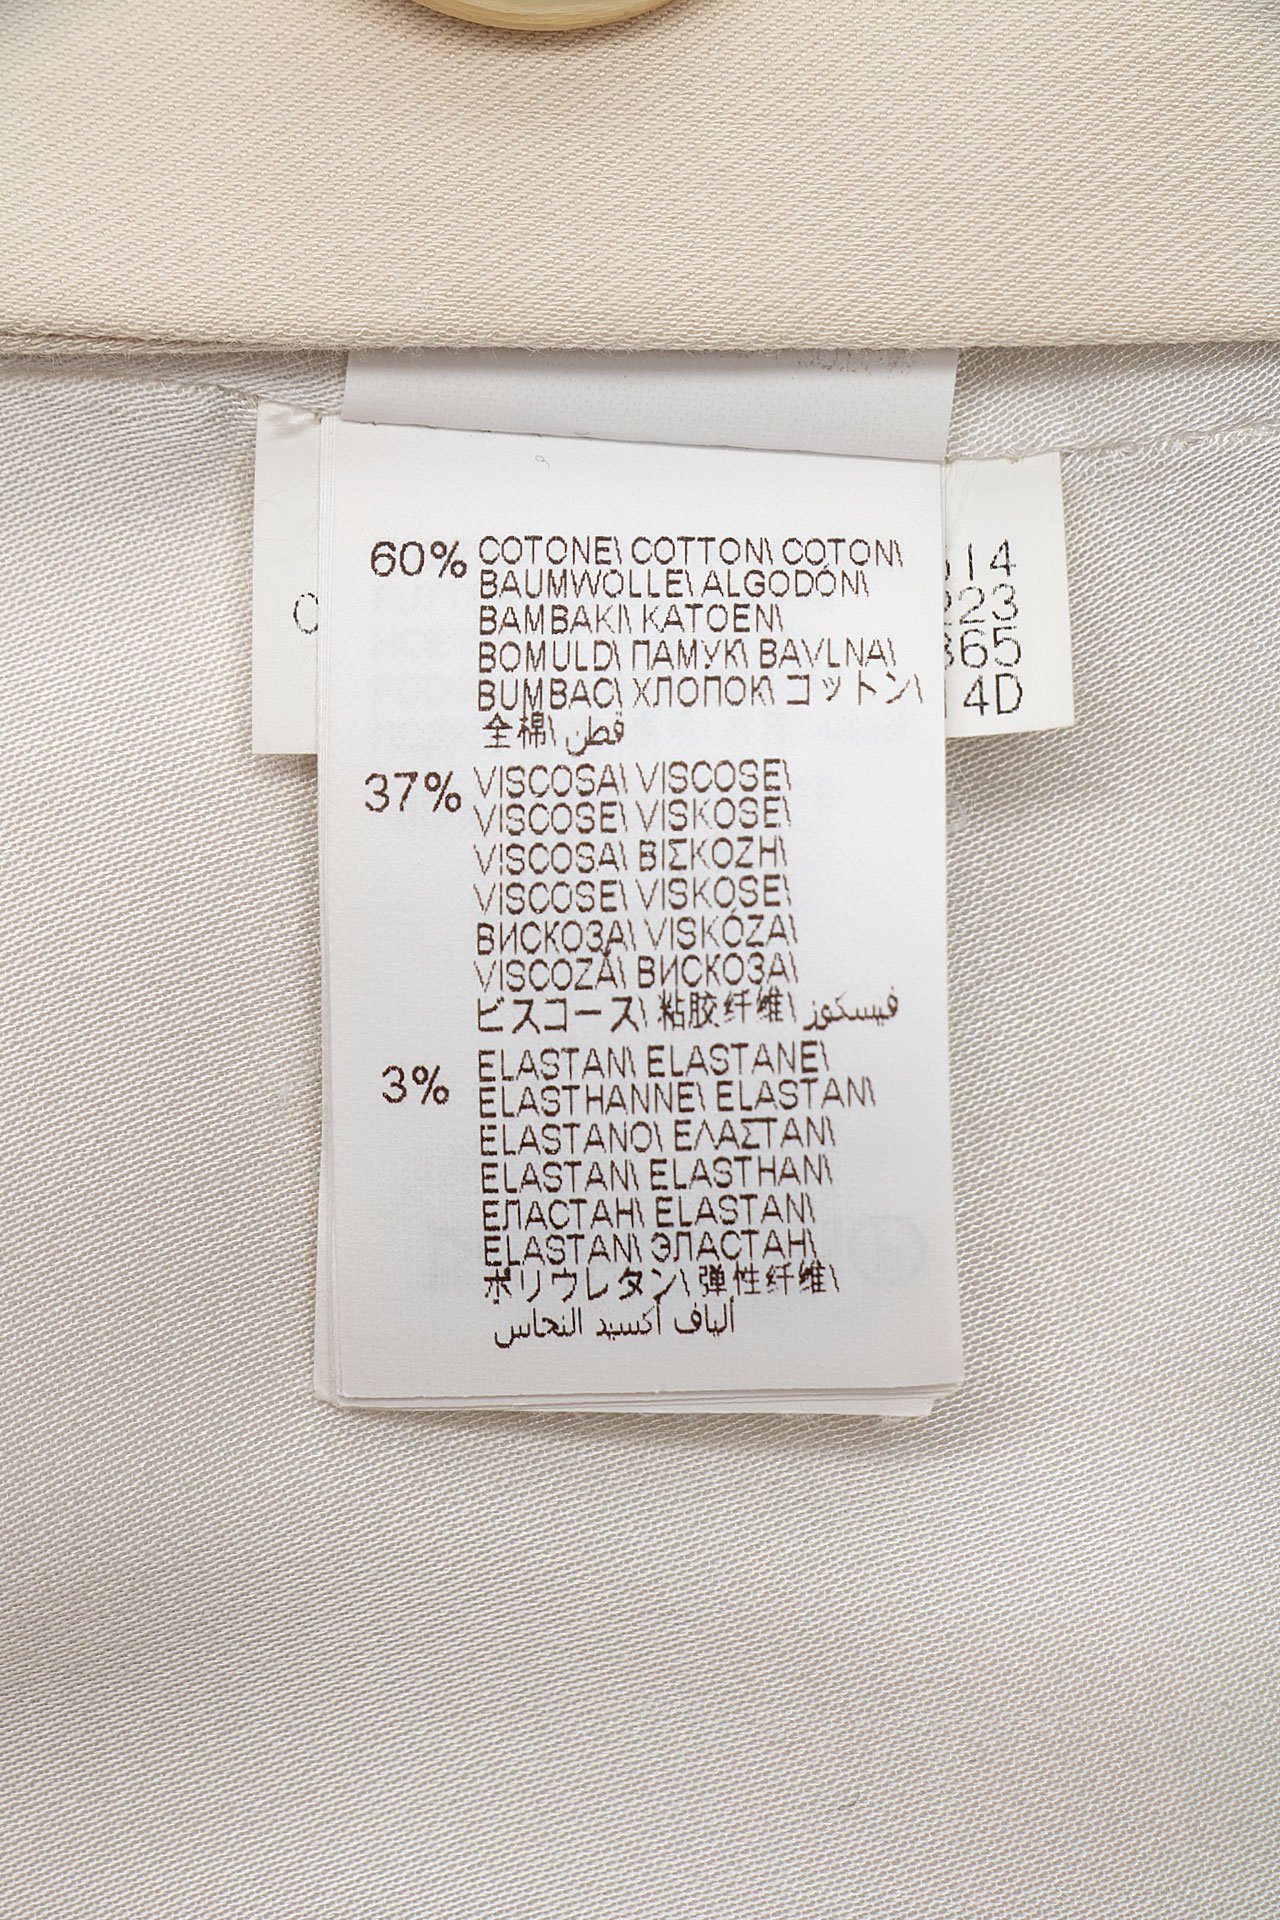 60% COTONE\ COTTON\ COTON\
BAUMWOLLE\ ALGODÓN\
BAMBAKI\ KATOEN\
BOMULD\ ПАМУК\ BAVLNA\
BUMBAC\ ХЛОПОК\ コットン\
全棉\ قطن
37% VISCOSA\ VISCOSE\
VISCOSE\ VISKOSE\
VISCOSA\ ΒΙΣΚΟΖΗ\
VISCOSE\ VISKOSE\
ВИСКОЗА\ VISKÓZA\
VISCOZĂ\ ВИСКОЗА\
ビスコース\ 粘胶纤维\ فيسكوز
3% ELASTAN\ ELASTANE\
ELASTHANNE\ ELASTAN\
ELASTANO\ ΕΛΑΣΤΑΝ\
ELASTAN\ ELASTHAN\
ЕЛАСТАН\ ELASTAN\
ELASTAN\ ЭЛАСТАН\
ポリウレタン\ 弹性纤维\
ألياف أكسيد النحاس
14
23
65
4D